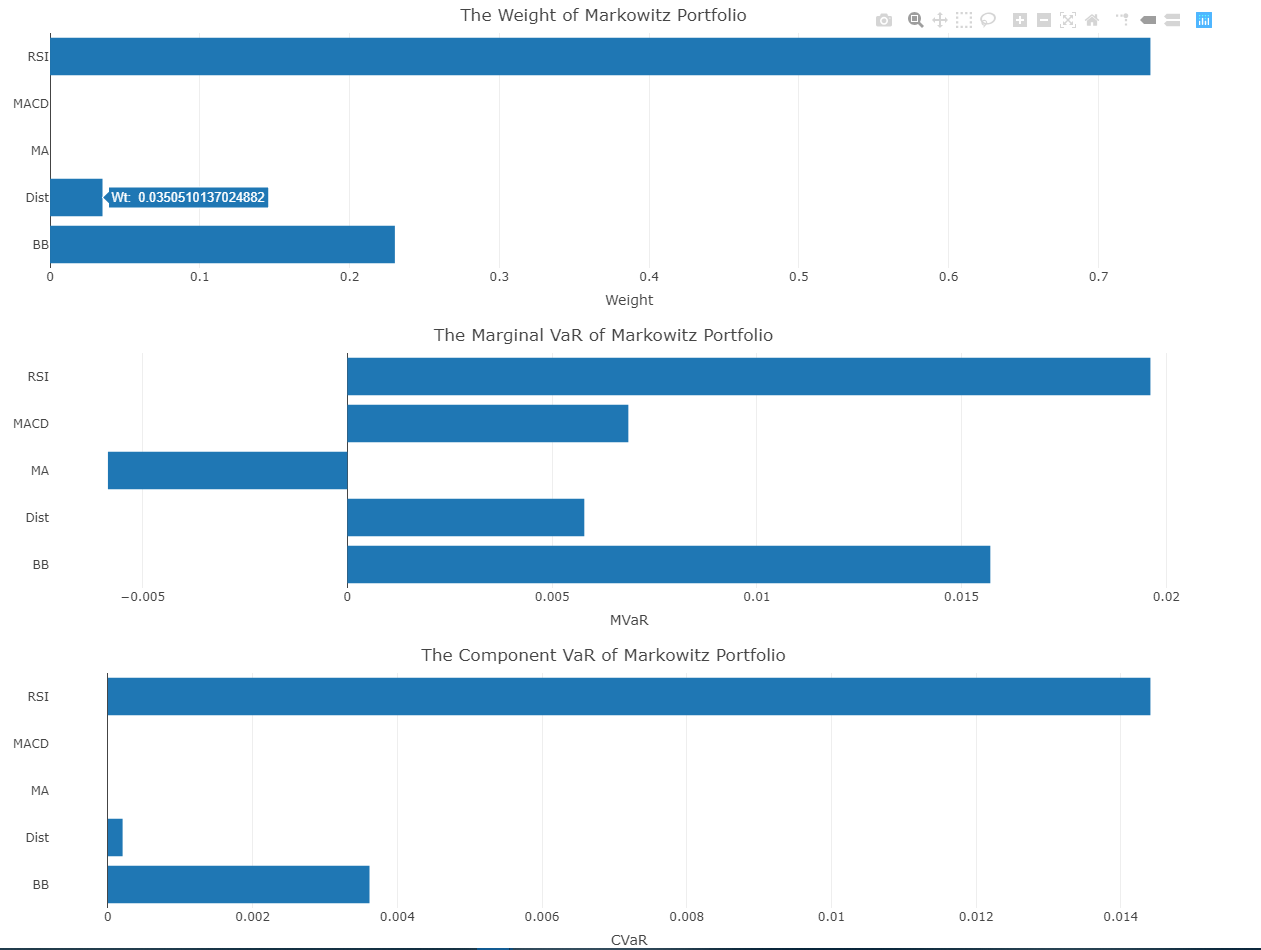 The Weight of Markowitz Portfolio
RSI
MACD
MA
Dist
Wt: 0.0350510137024882
BB
0 0.1 0.2 0.3 0.4 0.5 0.6 0.7
Weight
The Marginal VaR of Markowitz Portfolio
RSI
MACD
MA
Dist
BB
−0.005 0 0.005 0.01 0.015 0.02
MVaR
The Component VaR of Markowitz Portfolio
RSI
MACD
MA
Dist
BB
0 0.002 0.004 0.006 0.008 0.01 0.012 0.014
CVaR